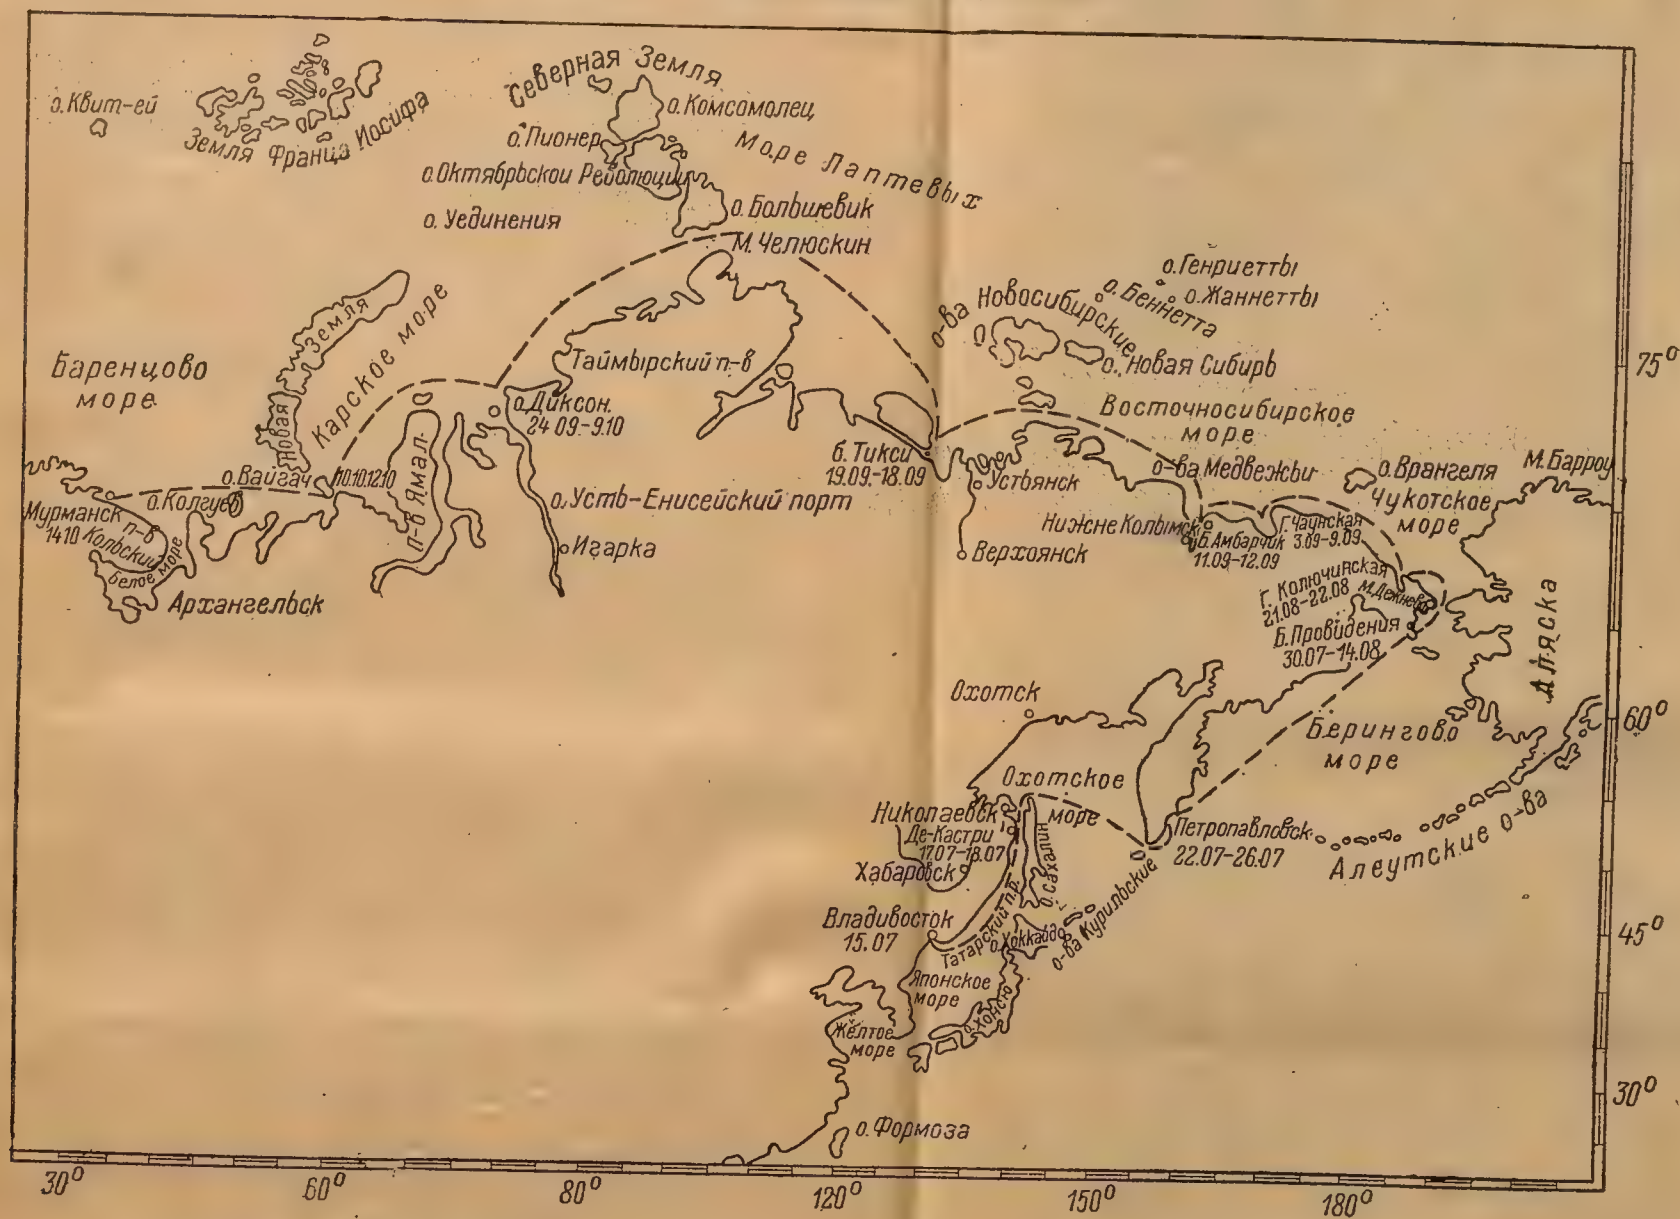 о. Квит-ей
Земля Франца Иосифа
Северная Земля
о. Комсомолец
о. Пионер
Море Лаптевых
о. Октябрьской Революции
о. Уединения
о. Большевик
М. Челюскин
о. Генриетты
о. Беннетта
о. Жаннетты
о-ва Новосибирские
о. Новая Сибирь
75°
Баренцово
море
Новая Земля
Карское море
Таймырский п-в
о. Диксон.
24 09.-9.10
Восточносибирское
море
б. Тикси
19.09-18.09
Устьянск
о-ва Медвежьи
о. Врангеля
М. Барроу
Чукотское
море
о. Вайгач
10.10.12.10
о. Колгуев
п-в Ямал
Мурманск
14 10
Кольский
п-в
Белое море
Архангельск
о. Усть-Енисейский порт
Игарка
Верхоянск
Нижне Колымск
Б. Амбарчик
11.09-12.09
Г. Чаунская
3.09-9.09
Г. Колючинская
21.08-22.08
М. Дежнева
Б. Провидения
30.07-14.08
Аляска
Охотск
60°
Берингово
море
Охотское
море
Николаевск
Де-Кастри
17.07-18.07
Хабаровск
о. Сахалин
Петропавловск
22.07-26.07
Алеутские о-ва
Владивосток
15.07
Татарский пр.
о. Хоккайдо
о-ва Курильские
45°
Японское
море
о. Хонсю
Жёлтое
море
30°
о. Формоза
30°
60°
80°
120°
150°
180°